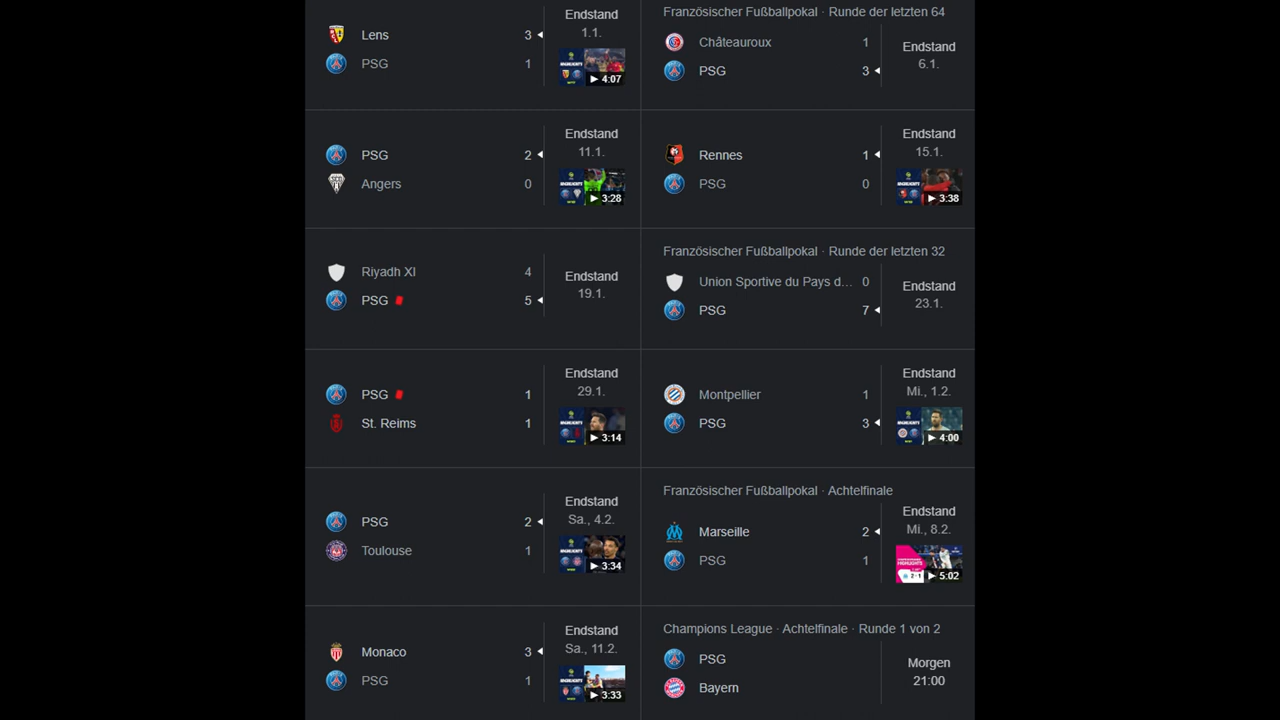 Lens 3
PSG 1
Endstand
1.1.
4:07
Französischer Fußballpokal · Runde der letzten 64
Châteauroux 1
PSG 3
Endstand
6.1.
PSG 2
Angers 0
Endstand
11.1.
3:28
Rennes 1
PSG 0
Endstand
15.1.
3:38
Riyadh XI 4
PSG 5
Endstand
19.1.
Französischer Fußballpokal · Runde der letzten 32
Union Sportive du Pays d... 0
PSG 7
Endstand
23.1.
PSG 1
St. Reims 1
Endstand
29.1.
3:14
Montpellier 1
PSG 3
Endstand
Mi., 1.2.
4:00
PSG 2
Toulouse 1
Endstand
Sa., 4.2.
3:34
Französischer Fußballpokal · Achtelfinale
Marseille 2
PSG 1
Endstand
Mi., 8.2.
HIGHLIGHTS
2-1
5:02
Monaco 3
PSG 1
Endstand
Sa., 11.2.
3:33
Champions League · Achtelfinale · Runde 1 von 2
PSG
Bayern
Morgen
21:00